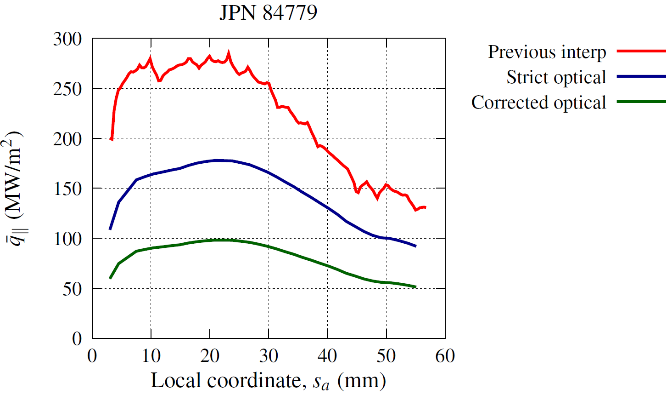 JPN 84779
Previous interp
Strict optical
Corrected optical
q̄∥ (MW/m²)
300
250
200
150
100
50
0
0 10 20 30 40 50 60
Local coordinate, sₐ (mm)